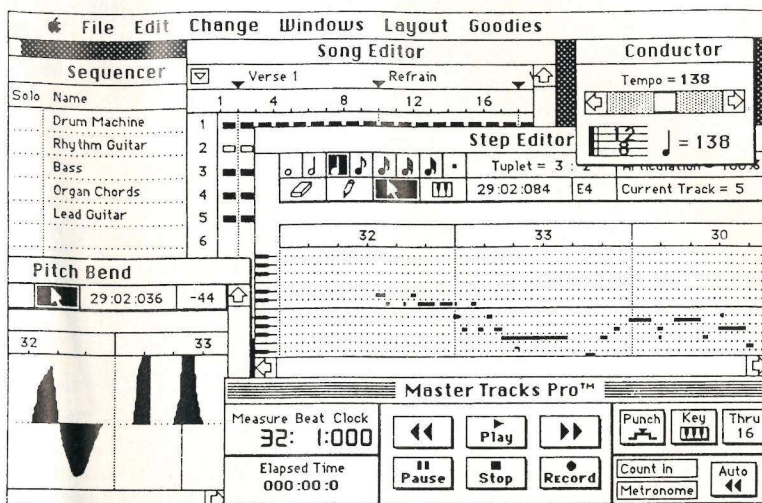 File Edit Change Windows Layout Goodies
Song Editor
Verse 1 Refrain
1 4 8 12 16
Sequencer
Solo Name
Drum Machine
Rhythm Guitar
Bass
Organ Chords
Lead Guitar
1
2
3
4
5
6
Conductor
Tempo = 138
12
8
= 138
Step Editor
Tuplet = 3 : 2
29:02:084 E4 Current Track = 5
32 33 30
Pitch Bend
29:02:036 -44
32 33
Master Tracks Pro™
Measure Beat Clock
32: 1:000
Elapsed Time
000:00:0
Play
Pause Stop Record
Punch Key Thru
16
Count In
Metronome
Auto